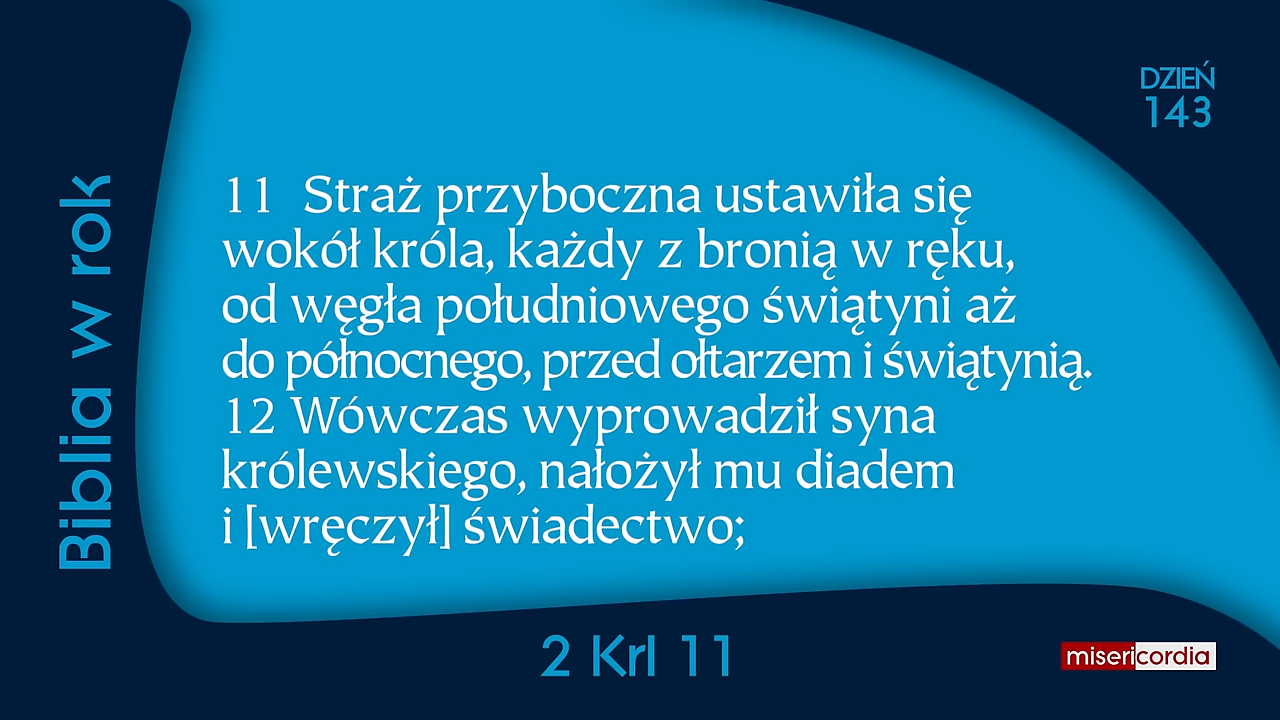 DZIEŃ
143
Biblia w rok
11 Straż przyboczna ustawiła się
wokół króla, każdy z bronią w ręku,
od węgła południowego świątyni aż
do północnego, przed ołtarzem i świątynią.
12 Wówczas wyprowadził syna
królewskiego, nałożył mu diadem
i [wręczył] świadectwo;
2 Krl 11
misericordia